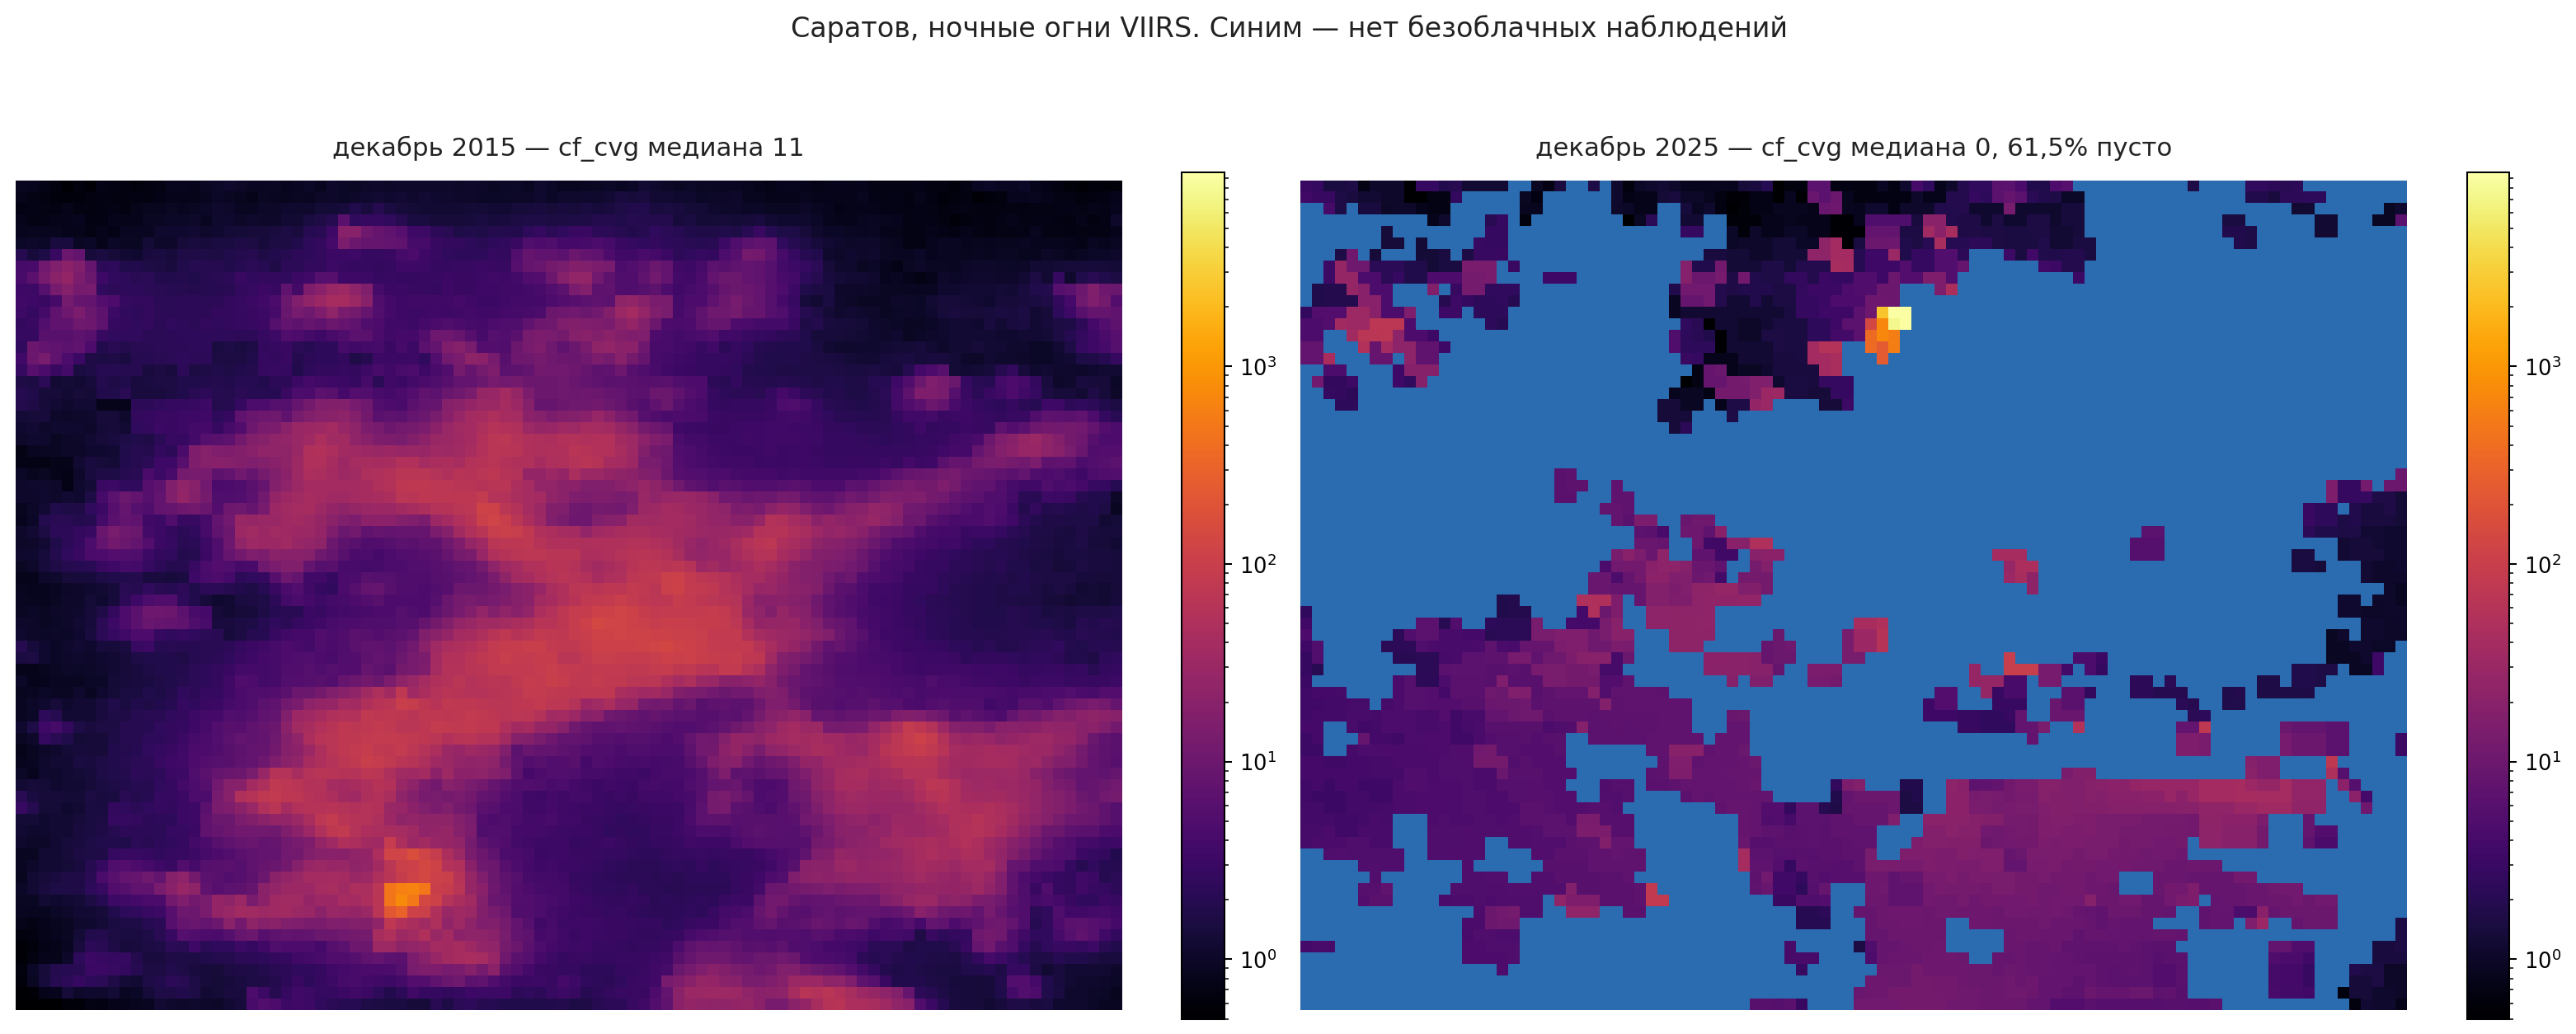 Саратов, ночные огни VIIRS. Синим — нет безоблачных наблюдений
декабрь 2015 — cf_cvg медиана 11
10³
10²
10¹
10⁰
декабрь 2025 — cf_cvg медиана 0, 61,5% пусто
10³
10²
10¹
10⁰